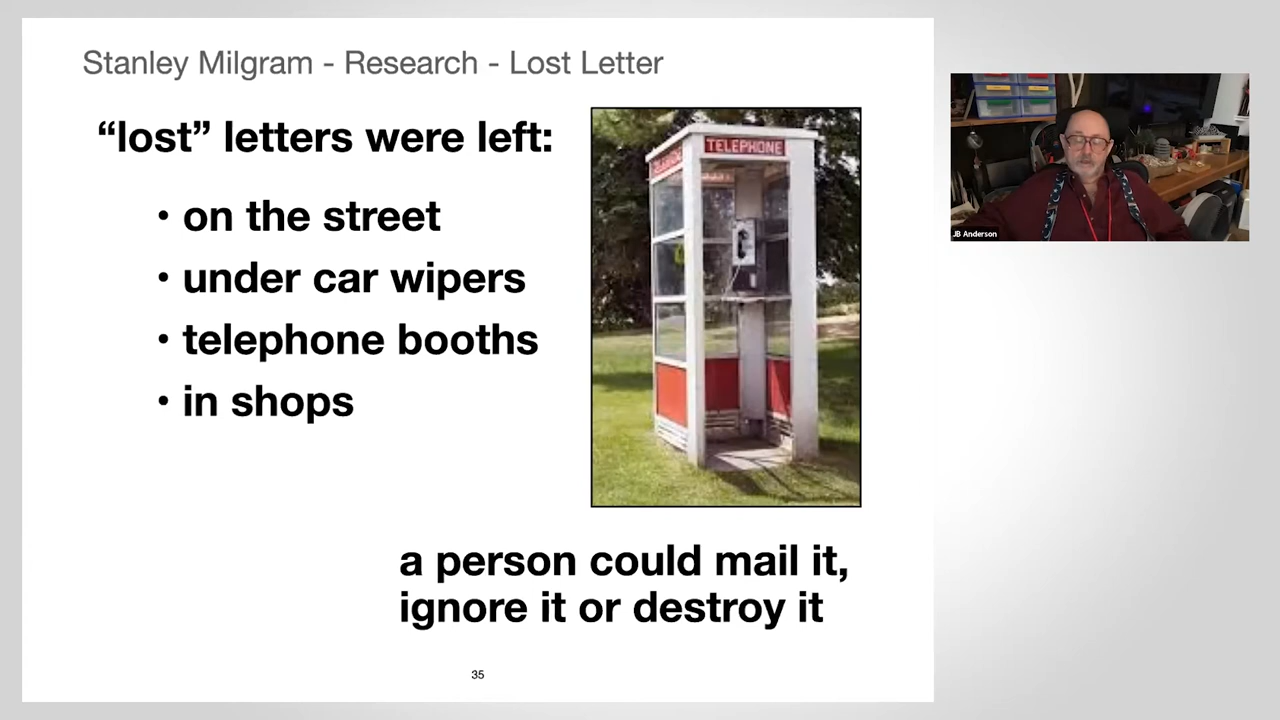 Stanley Milgram - Research - Lost Letter
“lost” letters were left:
• on the street
• under car wipers
• telephone booths
• in shops
TELEPHONE
a person could mail it,
ignore it or destroy it
35
JB Anderson